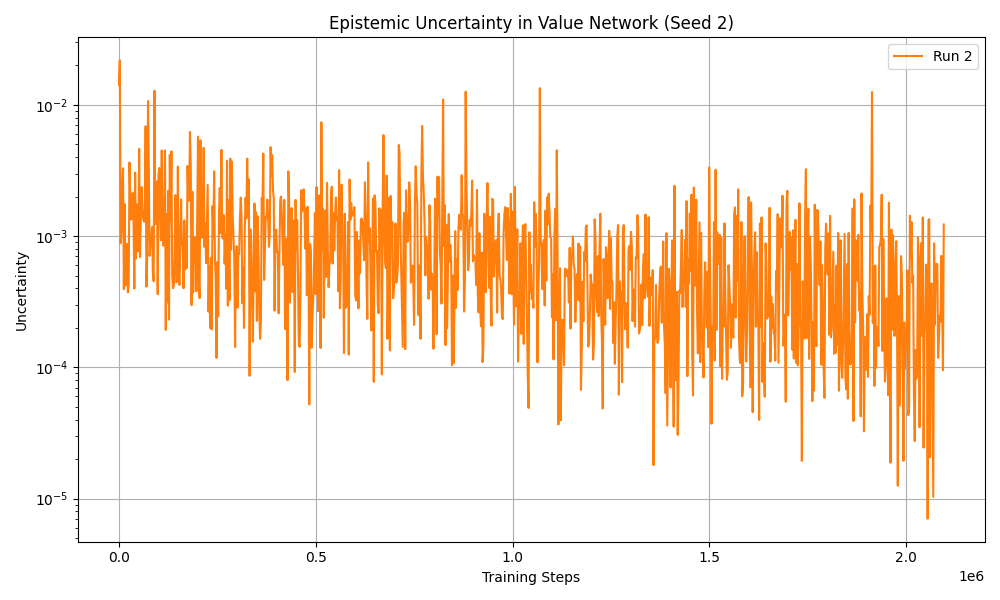 Epistemic Uncertainty in Value Network (Seed 2)
Run 2
Uncertainty
10⁻²
10⁻³
10⁻⁴
10⁻⁵
0.0 0.5 1.0 1.5 2.0
1e6
Training Steps